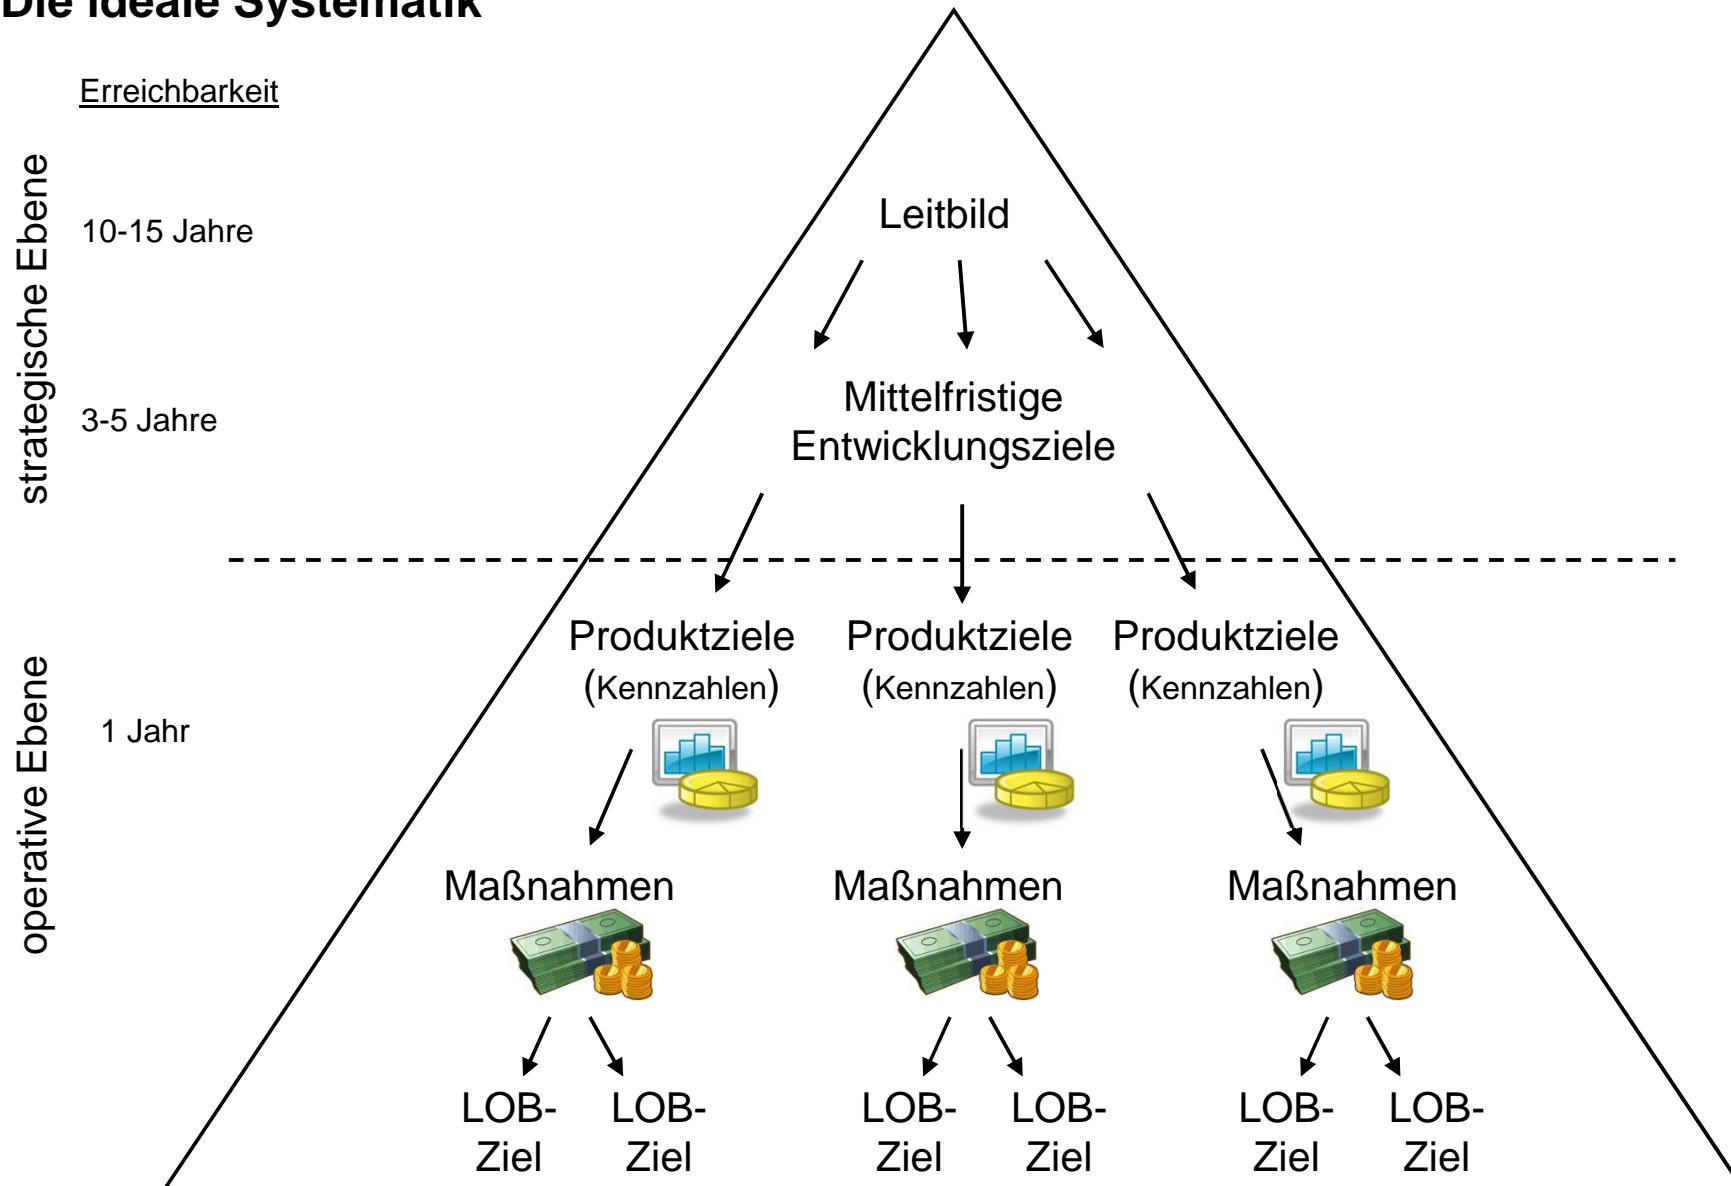 Die ideale Systematik
Erreichbarkeit
strategische Ebene
10-15 Jahre
Leitbild
3-5 Jahre
Mittelfristige
Entwicklungsziele
operative Ebene
1 Jahr
Produktziele Produktziele Produktziele
(Kennzahlen) (Kennzahlen) (Kennzahlen)
Maßnahmen Maßnahmen Maßnahmen
LOB- LOB- LOB- LOB- LOB- LOB-
Ziel Ziel Ziel Ziel Ziel Ziel